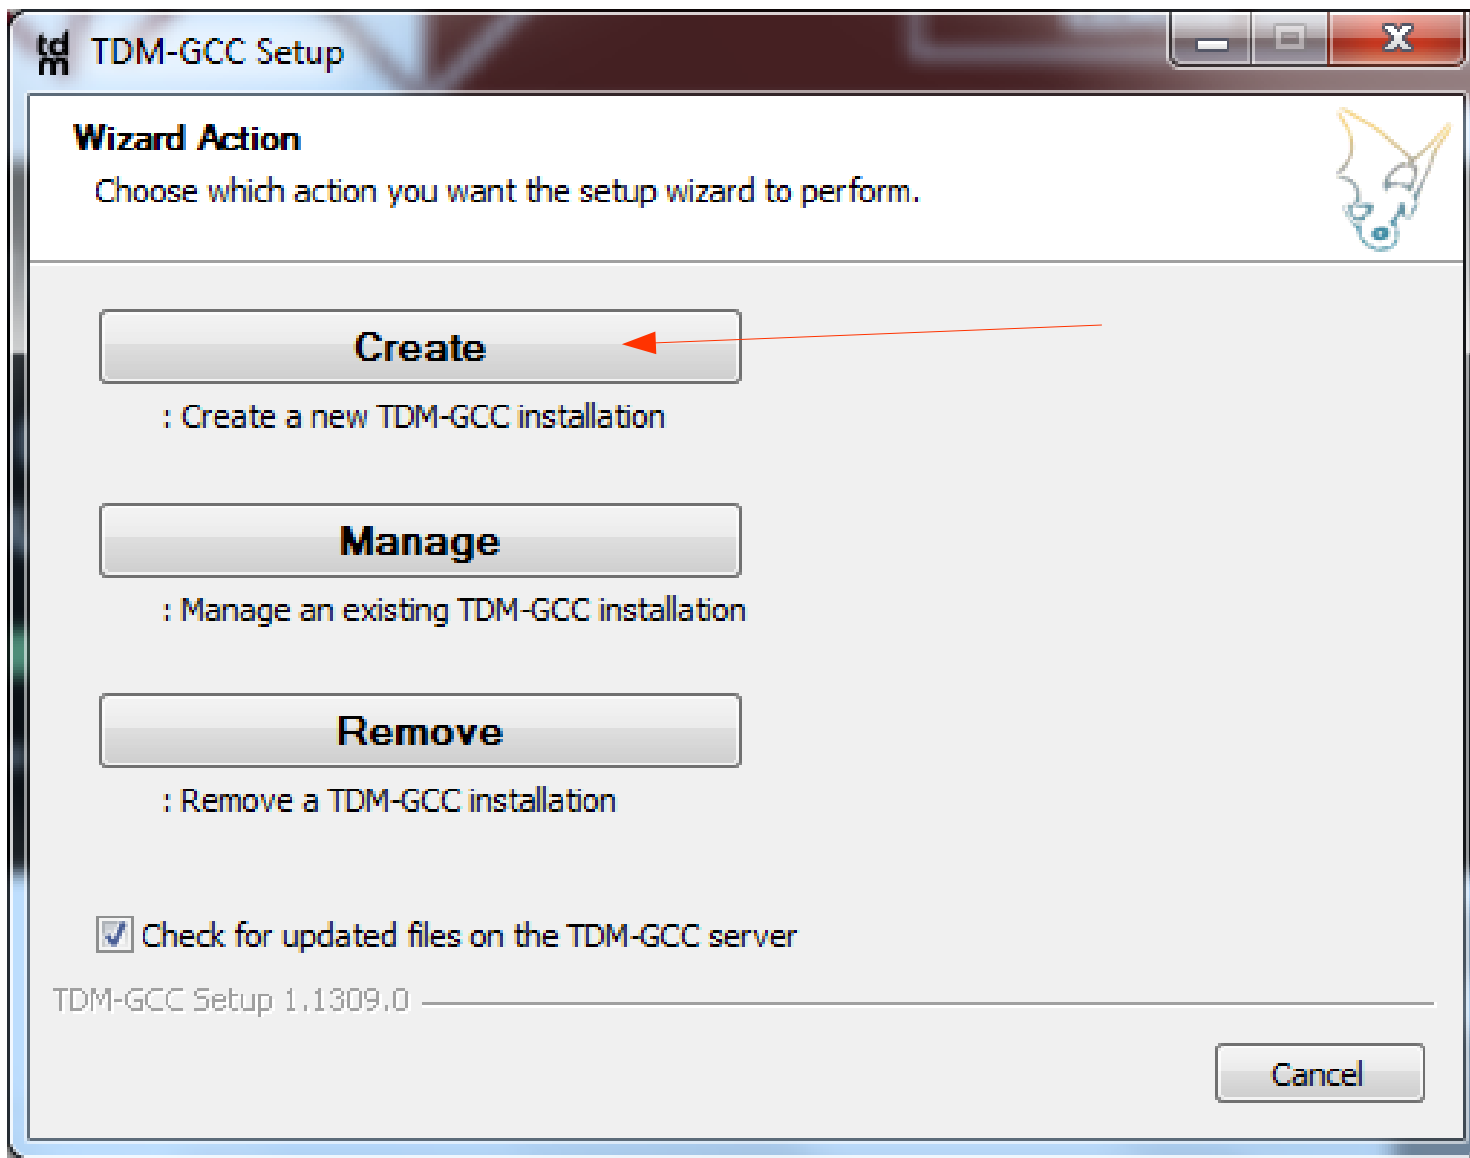 td
m
TDM-GCC Setup
Wizard Action
Choose which action you want the setup wizard to perform.
Create
: Create a new TDM-GCC installation
Manage
: Manage an existing TDM-GCC installation
Remove
: Remove a TDM-GCC installation
Check for updated files on the TDM-GCC server
TDM-GCC Setup 1.1309.0
Cancel